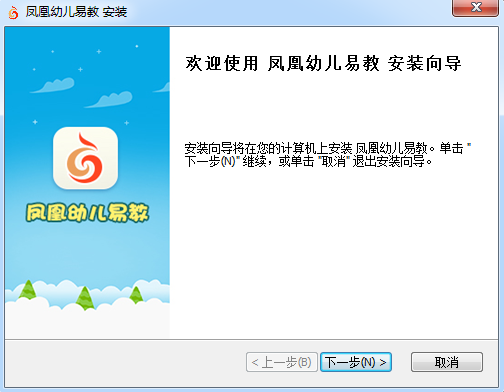 凤凰幼儿易教 安装
欢迎使用 凤凰幼儿易教 安装向导
安装向导将在您的计算机上安装 凤凰幼儿易教。单击 "
下一步(N)" 继续，或单击 "取消" 退出安装向导。
凤凰幼儿易教
< 上一步(B)
下一步(N) >
取消